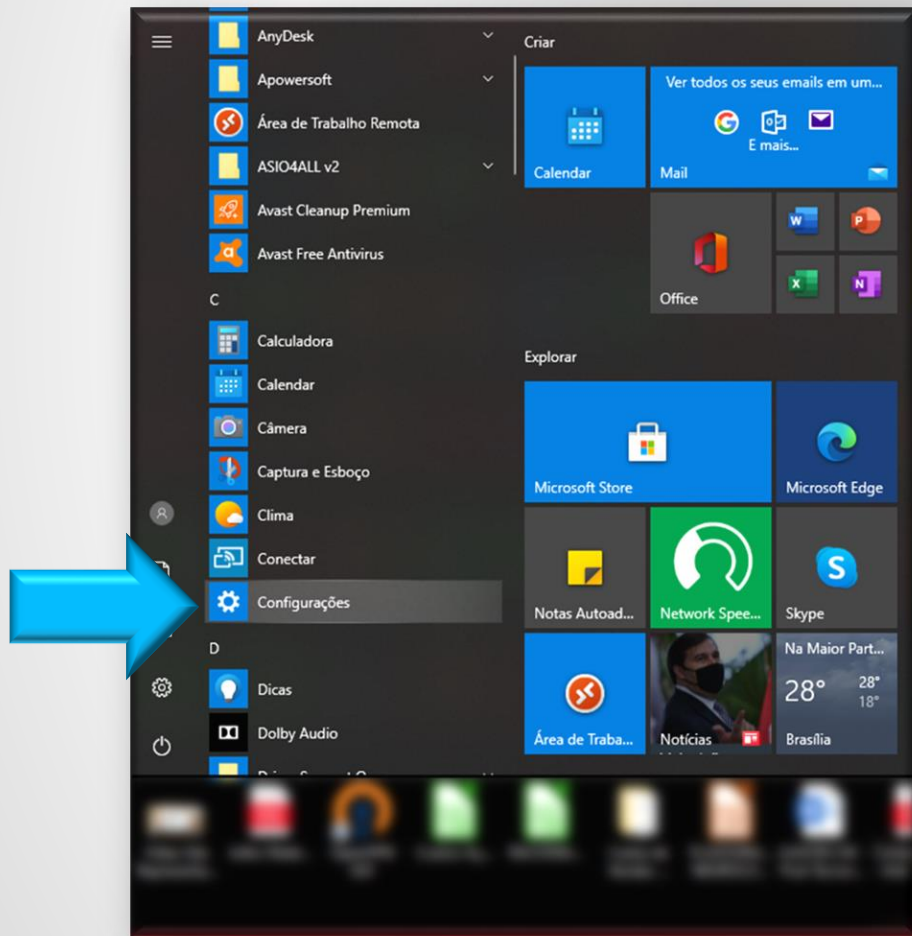 AnyDesk
Apowersoft
Área de Trabalho Remota
ASIO4ALL v2
Avast Cleanup Premium
Avast Free Antivirus
C
Calculadora
Calendar
Câmera
Captura e Esboço
Clima
Conectar
Configurações
D
Dicas
Dolby Audio
Criar
Calendar
Ver todos os seus emails em um...
E mais...
Mail
Office
Explorar
Microsoft Store
Microsoft Edge
Notas Autoad...
Network Spee...
Skype
Área de Traba...
Notícias
Na Maior Part...
28°
28°
18°
Brasília